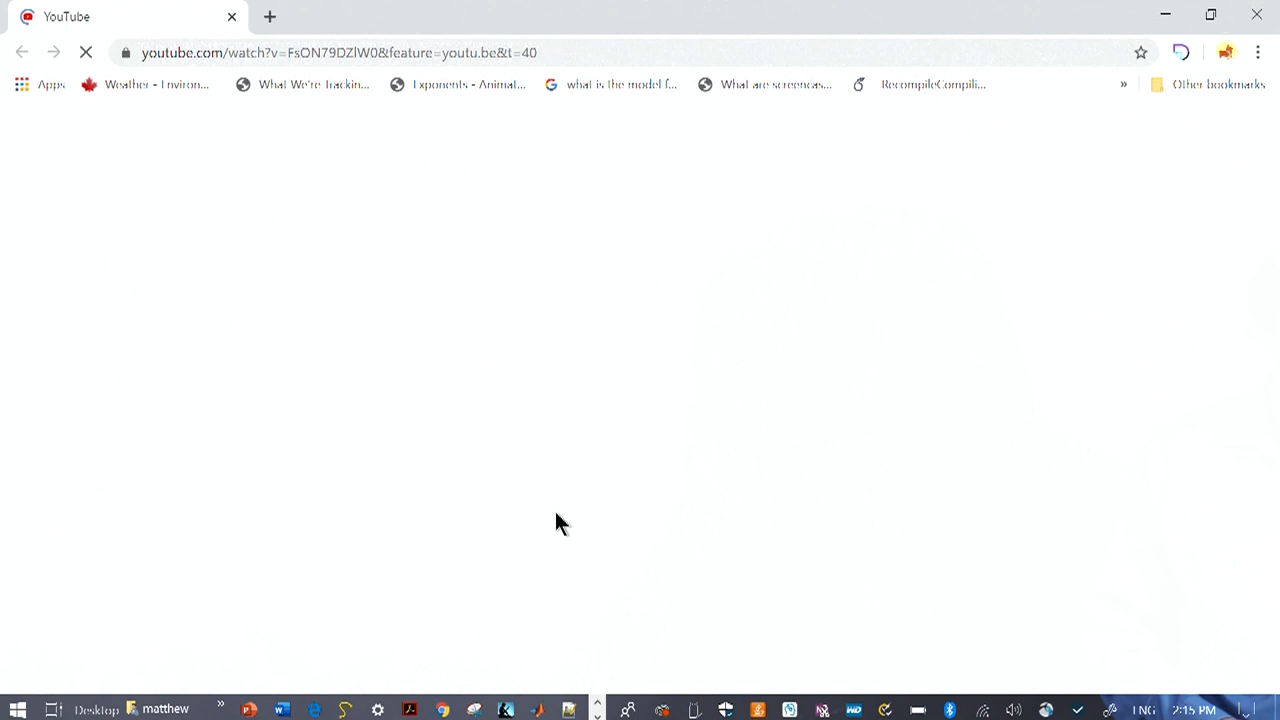 YouTube
youtube.com/watch?v=FsON79DZlW0&feature=youtu.be&t=40
Apps Weather - Environ... What We're Trackin... Exponents - Animat... what is the model f... What are screencas... RecompileCompili... » Other bookmarks
Desktop matthew » ENG 2:15 PM